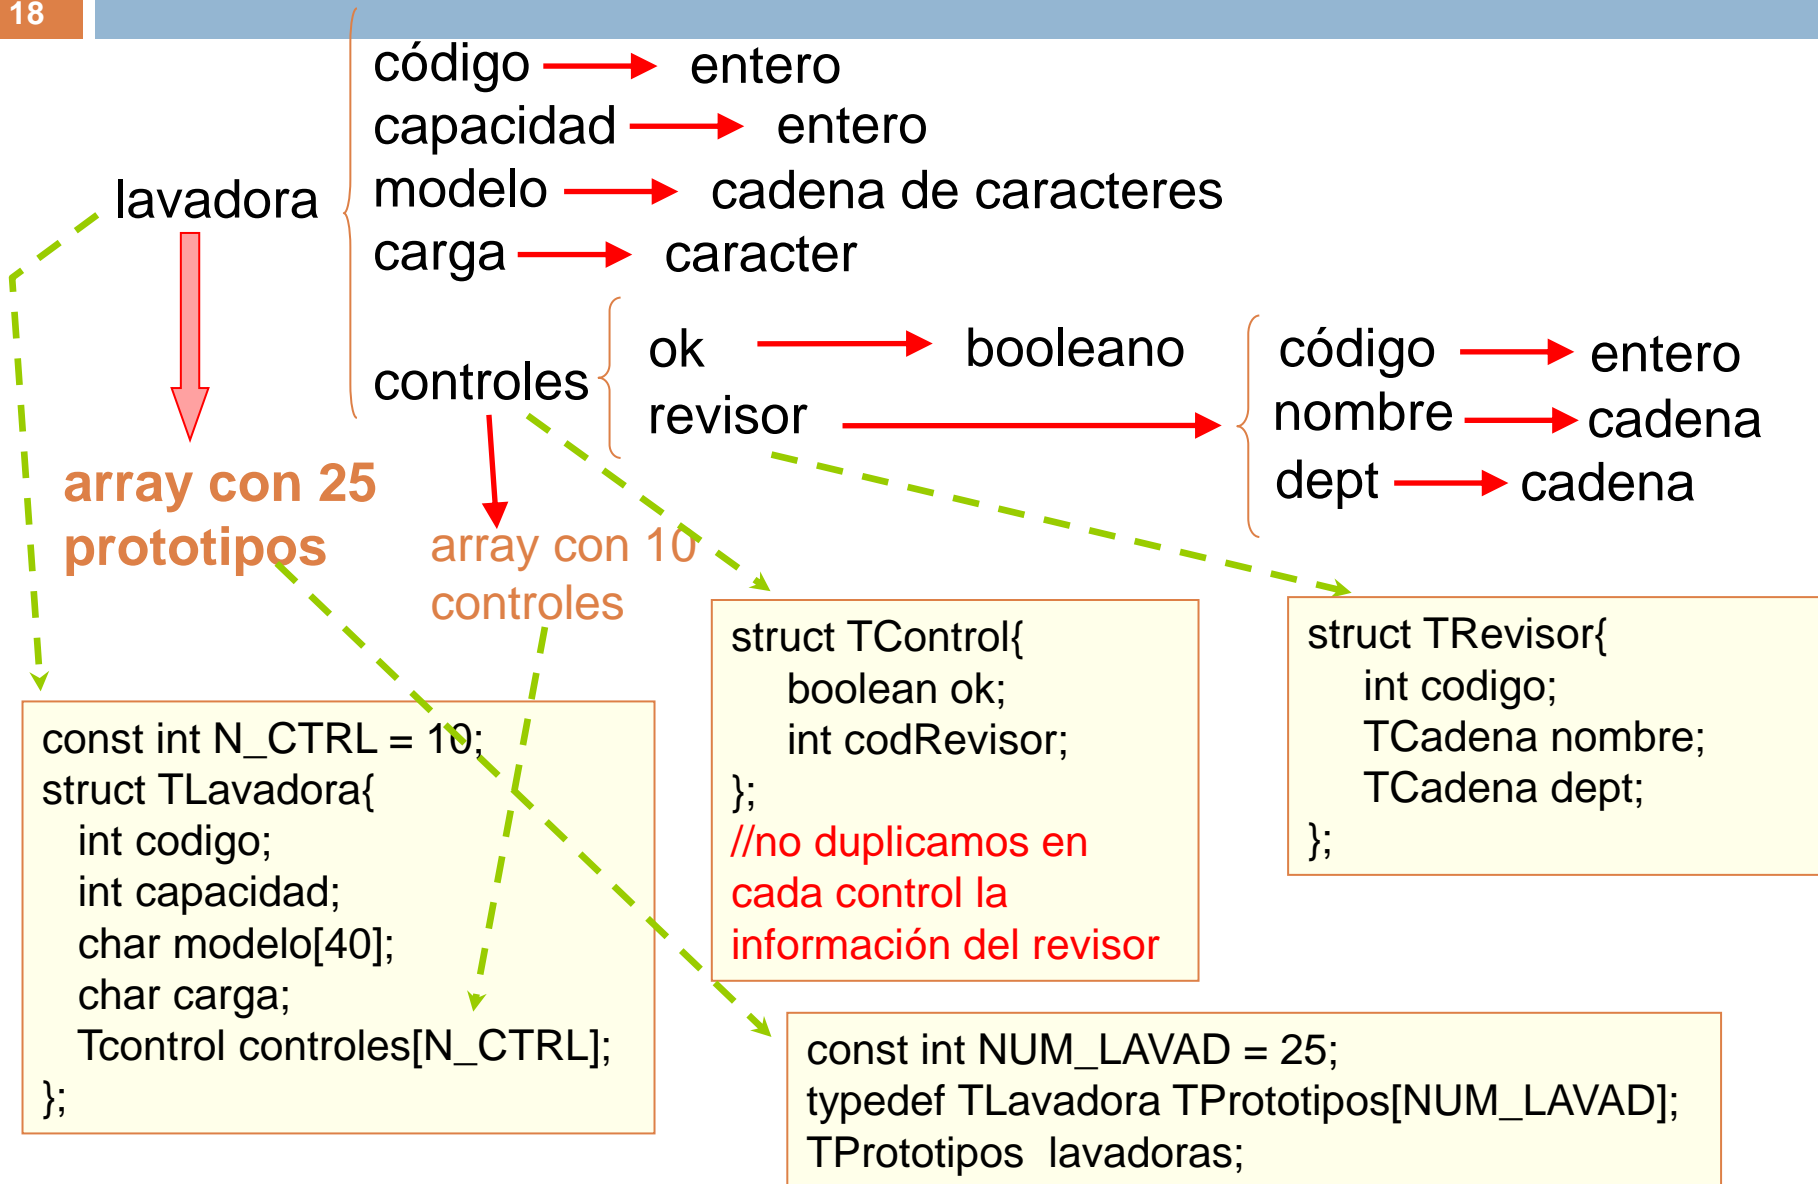 18
código entero
capacidad entero
modelo cadena de caracteres
lavadora
carga caracter
ok booleano
controles
revisor
código entero
nombre cadena
dept cadena
array con 25
prototipos
array con 10
controles
const int N_CTRL = 10;
struct TLavadora{
int codigo;
int capacidad;
char modelo[40];
char carga;
Tcontrol controles[N_CTRL];
};
struct TControl{
boolean ok;
int codRevisor;
};
//no duplicamos en
cada control la
información del revisor
struct TRevisor{
int codigo;
TCadena nombre;
TCadena dept;
};
const int NUM_LAVAD = 25;
typedef TLavadora TPrototipos[NUM_LAVAD];
TPrototipos lavadoras;